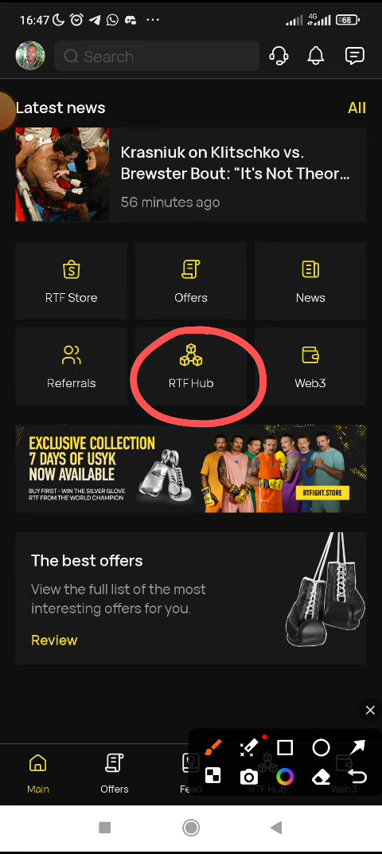 16:47
4G
68
Search
Latest news
All
Krasniuk on Klitschko vs.
Brewster Bout: "It's Not Theor...
56 minutes ago
RTF Store
Offers
News
Referrals
RTF Hub
Web3
EXCLUSIVE COLLECTION
7 DAYS OF USYK
NOW AVAILABLE
BUY FIRST - WIN THE SILVER GLOVE
RTF FROM THE WORLD CHAMPION
RTFIGHT.STORE
The best offers
View the full list of the most
interesting offers for you.
Review
Main
Offers
Feed
RTF Hub
Web3